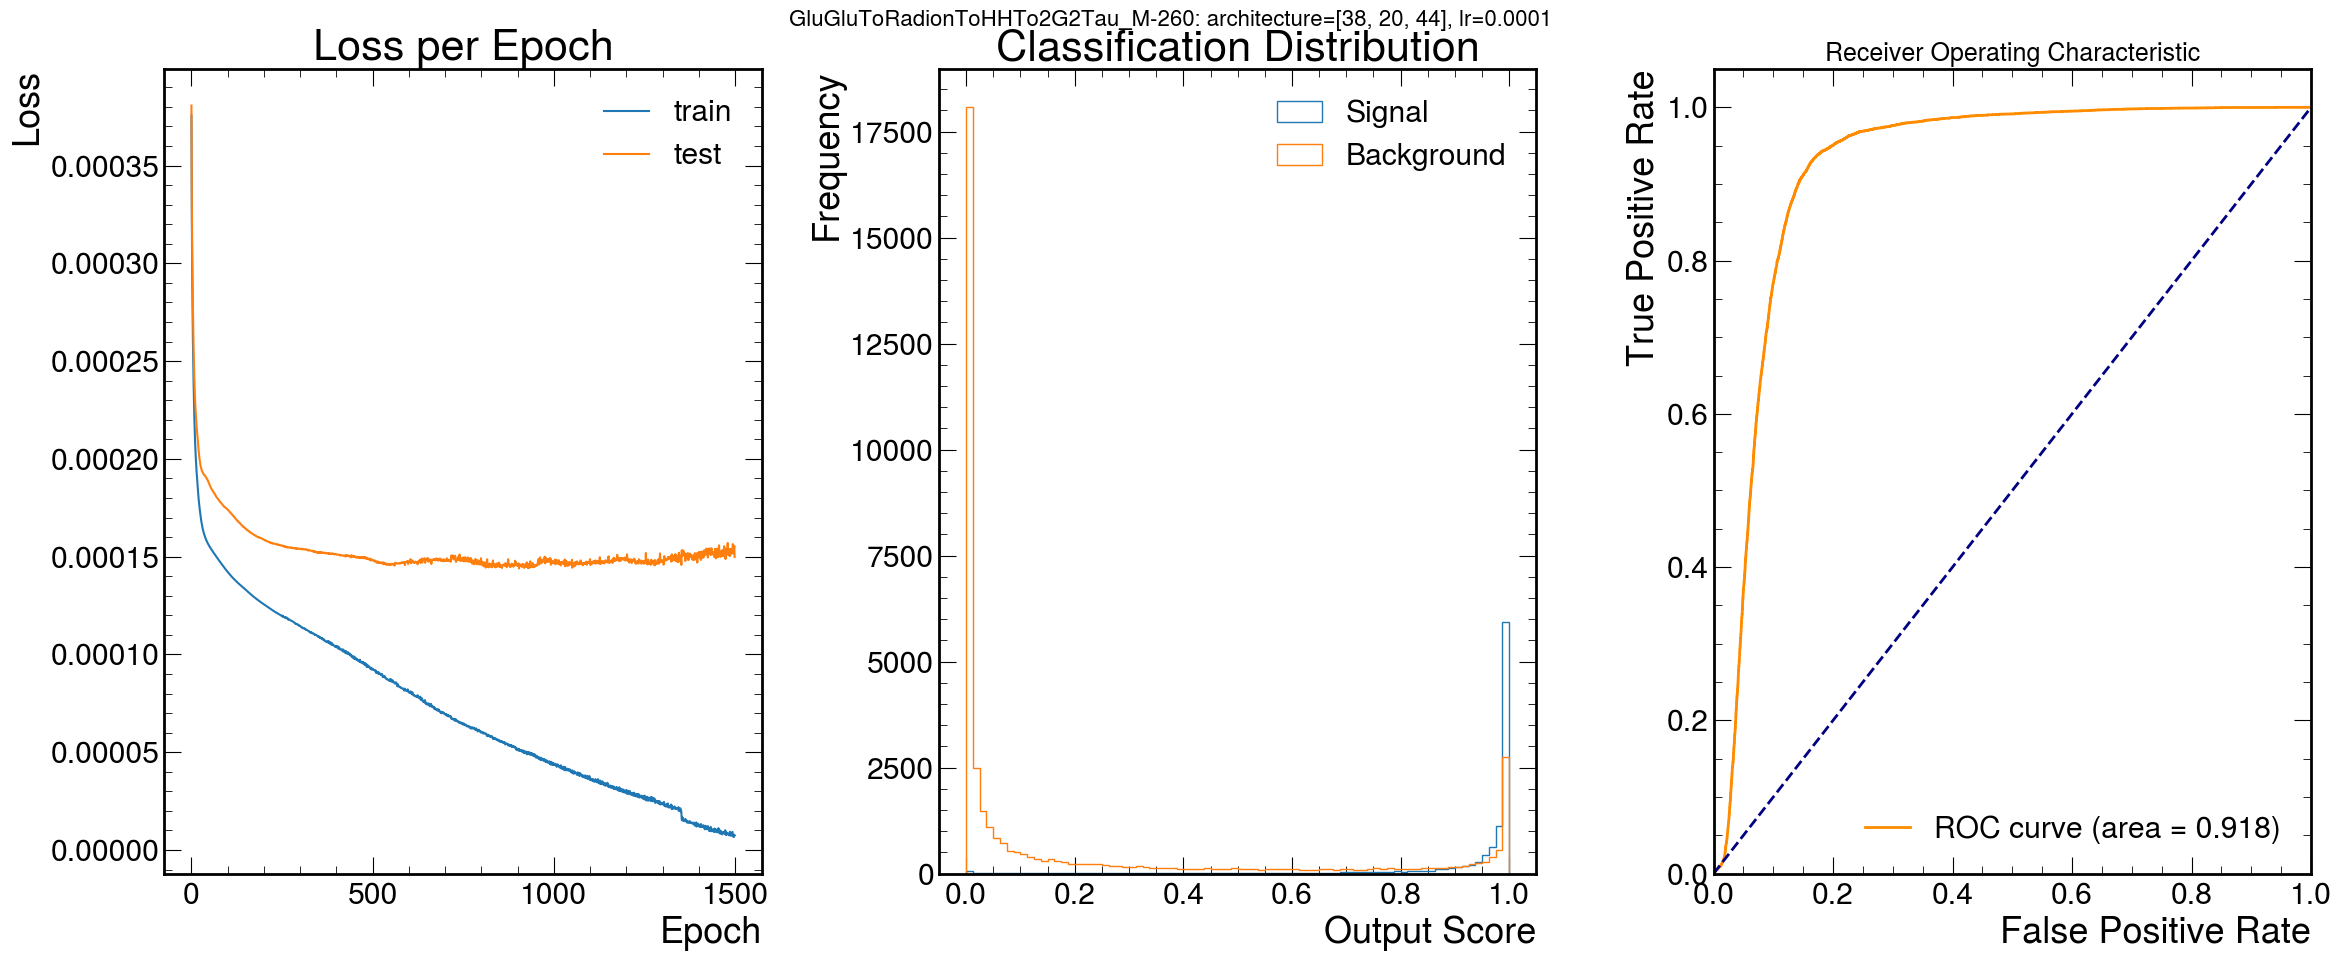 GluGluToRadionToHHTo2G2Tau_M-260: architecture=[38, 20, 44], lr=0.0001
Loss per Epoch
Loss
train
test
0.00035
0.00030
0.00025
0.00020
0.00015
0.00010
0.00005
0.00000
0
500
1000
1500
Epoch
Classification Distribution
Frequency
Signal
Background
17500
15000
12500
10000
7500
5000
2500
0
0.0
0.2
0.4
0.6
0.8
1.0
Output Score
Receiver Operating Characteristic
True Positive Rate
1.0
0.8
0.6
0.4
0.2
0.0
ROC curve (area = 0.918)
0.0
0.2
0.4
0.6
0.8
1.0
False Positive Rate